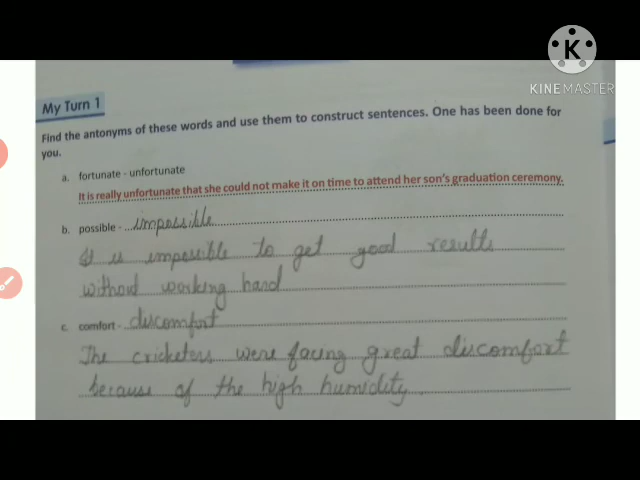 KINEMASTER
My Turn 1
Find the antonyms of these words and use them to construct sentences. One has been done for
you.
a. fortunate - unfortunate
It is really unfortunate that she could not make it on time to attend her son's graduation ceremony.
b. possible - impossible
It is impossible to get good results
without working hard
c. comfort - discomfort
The cricketers were facing great discomfort
because of the high humidity.